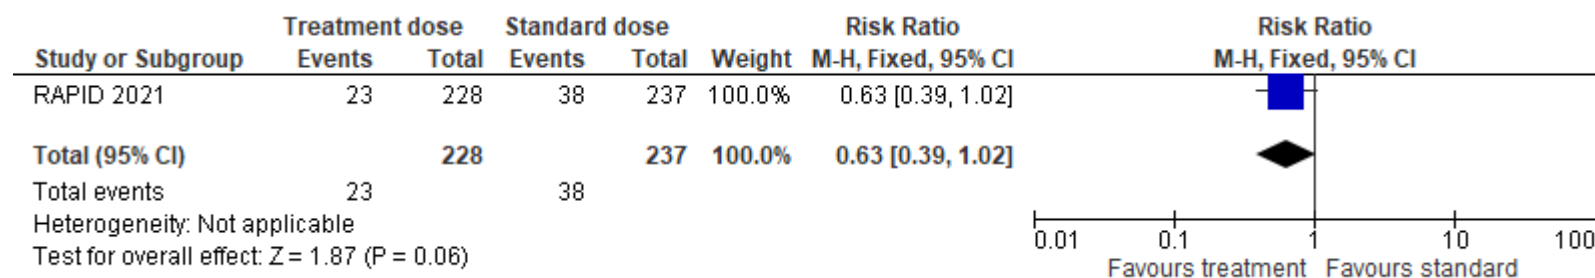 Treatment dose Standard dose Risk Ratio Risk Ratio
Study or Subgroup Events Total Events Total Weight M-H, Fixed, 95% CI M-H, Fixed, 95% CI
RAPID 2021 23 228 38 237 100.0% 0.63 [0.39, 1.02]
Total (95% CI) 228 237 100.0% 0.63 [0.39, 1.02]
Total events 23 38
Heterogeneity: Not applicable
Test for overall effect: Z = 1.87 (P = 0.06)
0.01 0.1 1 10 100
Favours treatment Favours standard